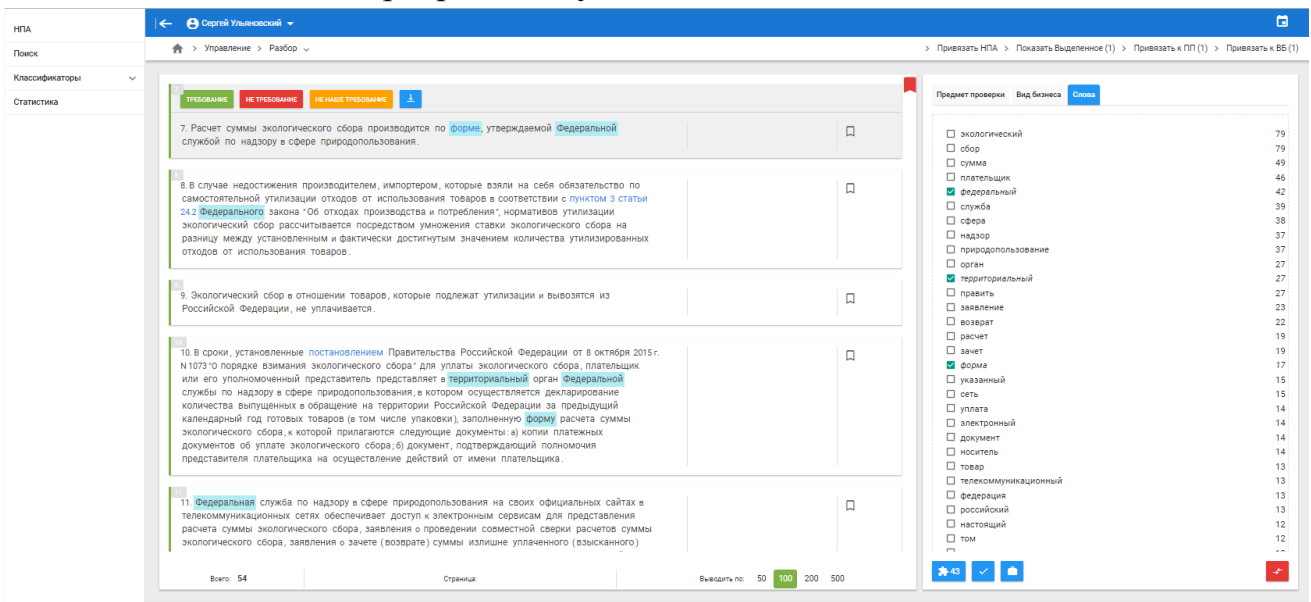 НПА
Поиск
Классификаторы
Статистика
Сергей Ульяновский
> Управление > Разбор
> Привязать НПА > Показать Выделенное (1) > Привязать к ПП (1) > Привязать к ВБ (1)
7
ТРЕБОВАНИЕ НЕ ТРЕБОВАНИЕ НЕ НАШЕ ТРЕБОВАНИЕ
7. Расчет суммы экологического сбора производится по форме, утверждаемой Федеральной
службой по надзору в сфере природопользования.
8
8. В случае недостижения производителем, импортером, которые взяли на себя обязательство по
самостоятельной утилизации отходов от использования товаров в соответствии с пунктом 3 статьи
24.2 Федерального закона "Об отходах производства и потребления", нормативов утилизации
экологический сбор рассчитывается посредством умножения ставки экологического сбора на
разницу между установленным и фактически достигнутым значением количества утилизированных
отходов от использования товаров.
9
9. Экологический сбор в отношении товаров, которые подлежат утилизации и вывозятся из
Российской Федерации, не уплачивается.
10
10. В сроки, установленные постановлением Правительства Российской Федерации от 8 октября 2015 г.
N 1073 "О порядке взимания экологического сбора" для уплаты экологического сбора, плательщик
или его уполномоченный представитель представляет в территориальный орган Федеральной
службы по надзору в сфере природопользования, в котором осуществляется декларирование
количества выпущенных в обращение на территории Российской Федерации за предыдущий
календарный год готовых товаров (в том числе упаковки), заполненную форму расчета суммы
экологического сбора, к которой прилагаются следующие документы: а) копии платежных
документов об уплате экологического сбора; б) документ, подтверждающий полномочия
представителя плательщика на осуществление действий от имени плательщика.
11
11. Федеральная служба по надзору в сфере природопользования на своих официальных сайтах в
телекоммуникационных сетях обеспечивает доступ к электронным сервисам для представления
расчета суммы экологического сбора, заявления о проведении совместной сверки расчетов суммы
экологического сбора, заявления о зачете (возврате) суммы излишне уплаченного (взысканного)
Всего: 54 Страница: Выводить по: 50 100 200 500
Предмет проверки Вид бизнеса Слова
экологический 79
сбор 79
сумма 49
плательщик 46
федеральный 42
служба 39
сфера 38
надзор 37
природопользование 37
орган 27
территориальный 27
править 27
заявление 23
возврат 22
расчет 19
зачет 19
форма 17
указанный 15
сеть 15
уплата 14
электронный 14
документ 14
носитель 14
товар 13
телекоммуникационный 13
федерация 13
российский 13
настоящий 12
том 12
43